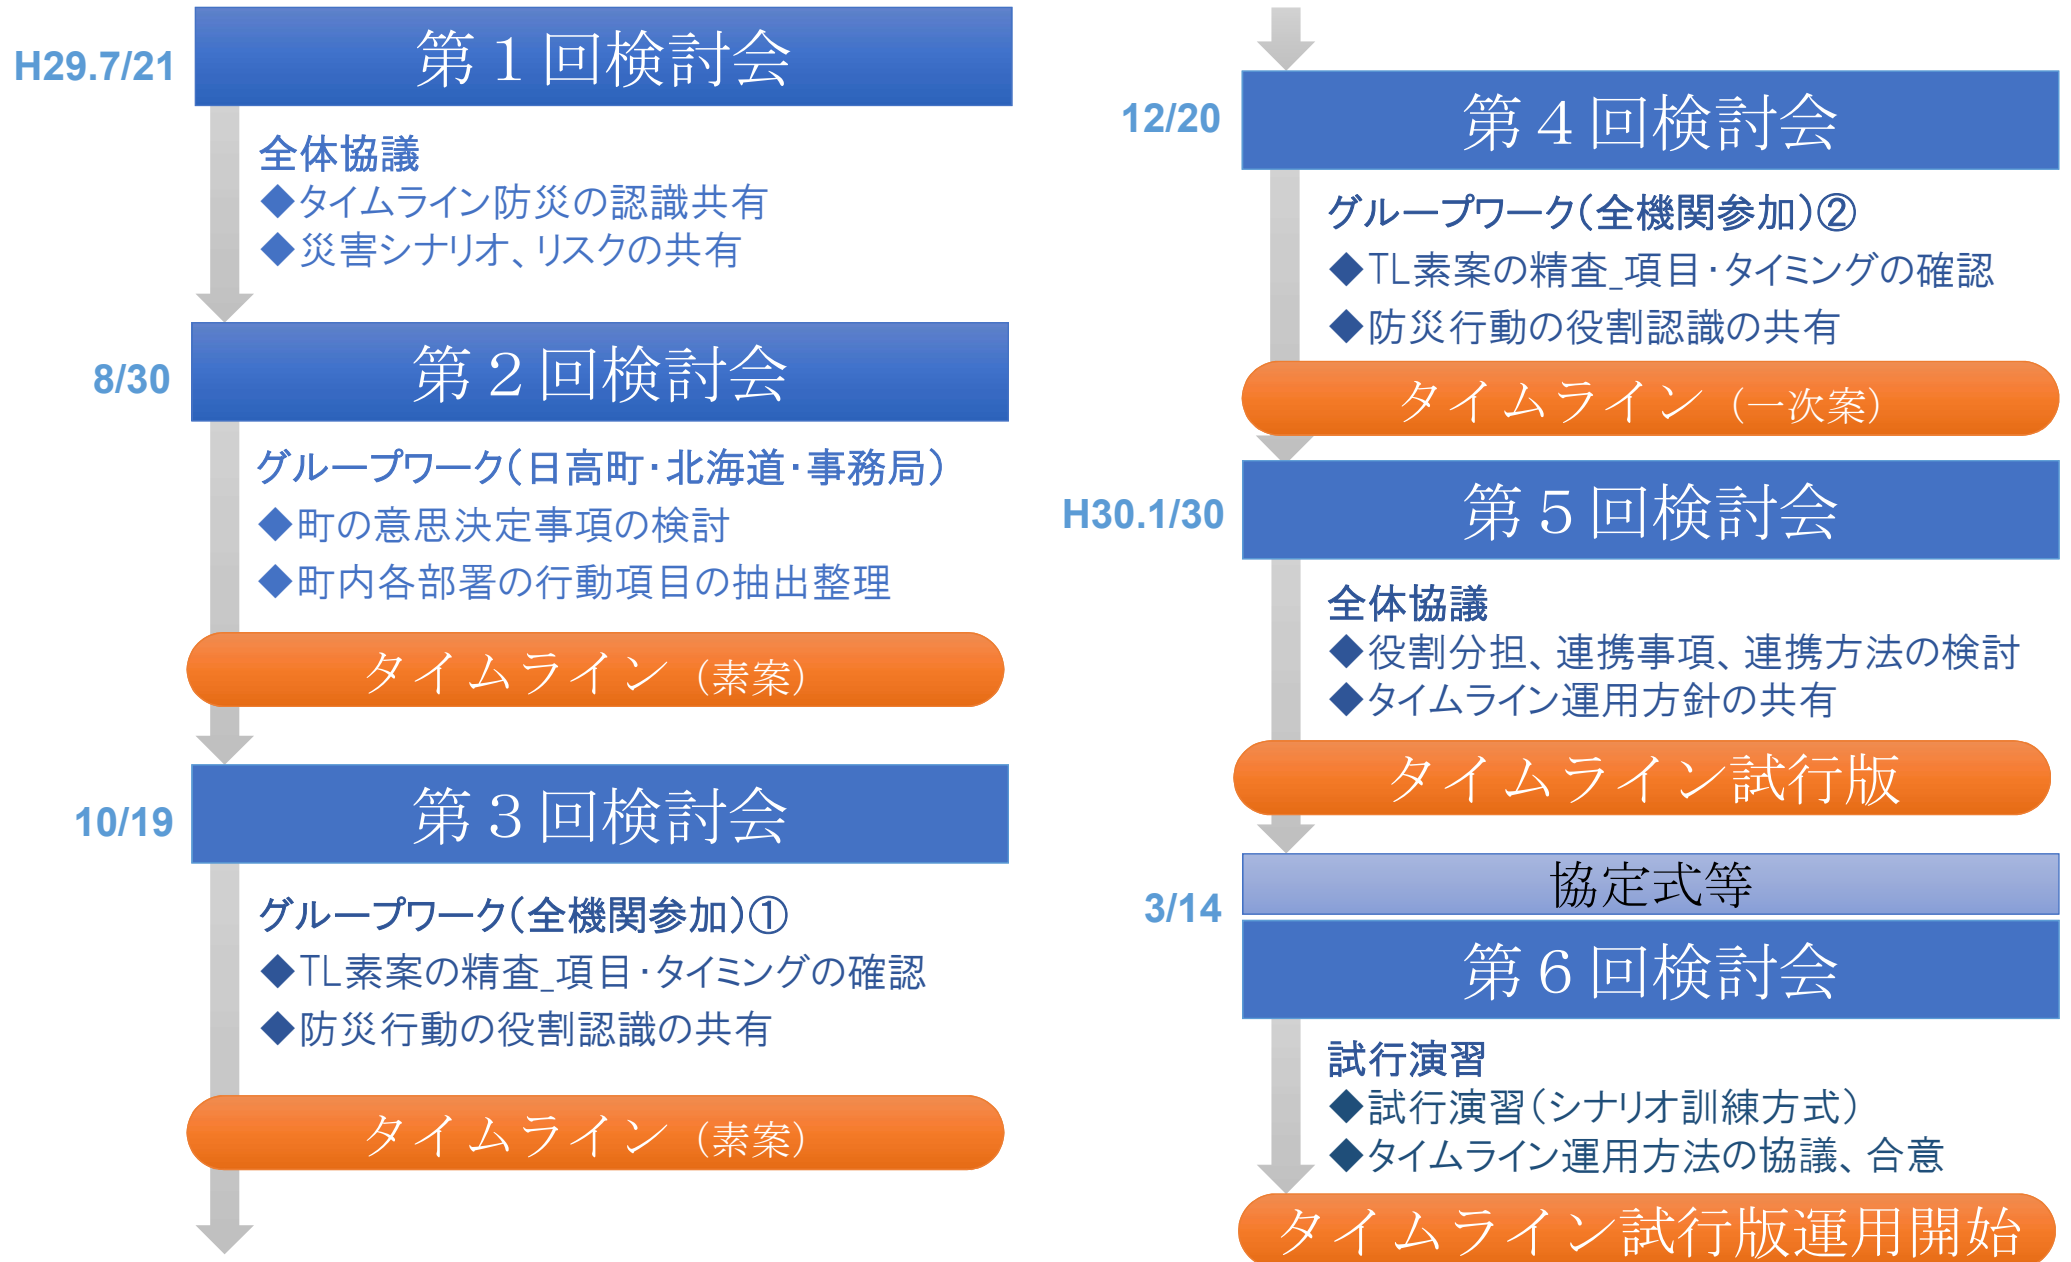 H29.7/21
第１回検討会
全体協議
◆タイムライン防災の認識共有
◆災害シナリオ、リスクの共有
8/30
第２回検討会
グループワーク（日高町・北海道・事務局）
◆町の意思決定事項の検討
◆町内各部署の行動項目の抽出整理
タイムライン（素案）
10/19
第３回検討会
グループワーク（全機関参加）①
◆TL素案の精査_項目・タイミングの確認
◆防災行動の役割認識の共有
タイムライン（素案）
12/20
第４回検討会
グループワーク（全機関参加）②
◆TL素案の精査_項目・タイミングの確認
◆防災行動の役割認識の共有
タイムライン（一次案）
H30.1/30
第５回検討会
全体協議
◆役割分担、連携事項、連携方法の検討
◆タイムライン運用方針の共有
タイムライン試行版
協定式等
3/14
第６回検討会
試行演習
◆試行演習（シナリオ訓練方式）
◆タイムライン運用方法の協議、合意
タイムライン試行版運用開始